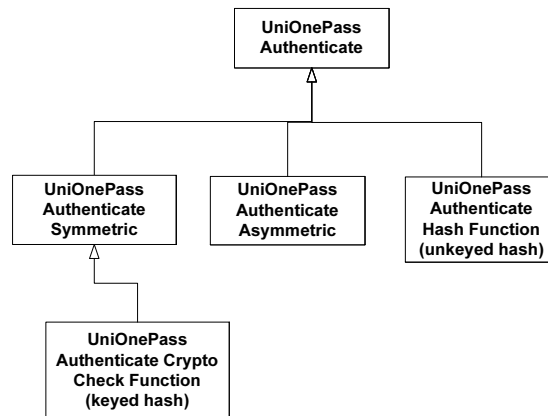 UniOnePass
Authenticate
UniOnePass
Authenticate
Symmetric
UniOnePass
Authenticate
Asymmetric
UniOnePass
Authenticate
Hash Function
(unkeyed hash)
UniOnePass
Authenticate Crypto
Check Function
(keyed hash)